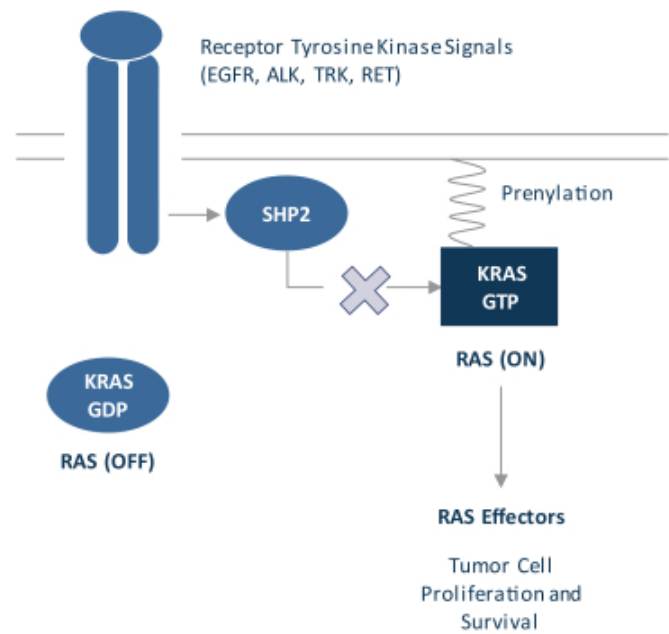 Receptor Tyrosine Kinase Signals
(EGFR, ALK, TRK, RET)
SHP2
Prenylation
KRAS
GTP
RAS (ON)
KRAS
GDP
RAS (OFF)
RAS Effectors
Tumor Cell
Proliferation and
Survival